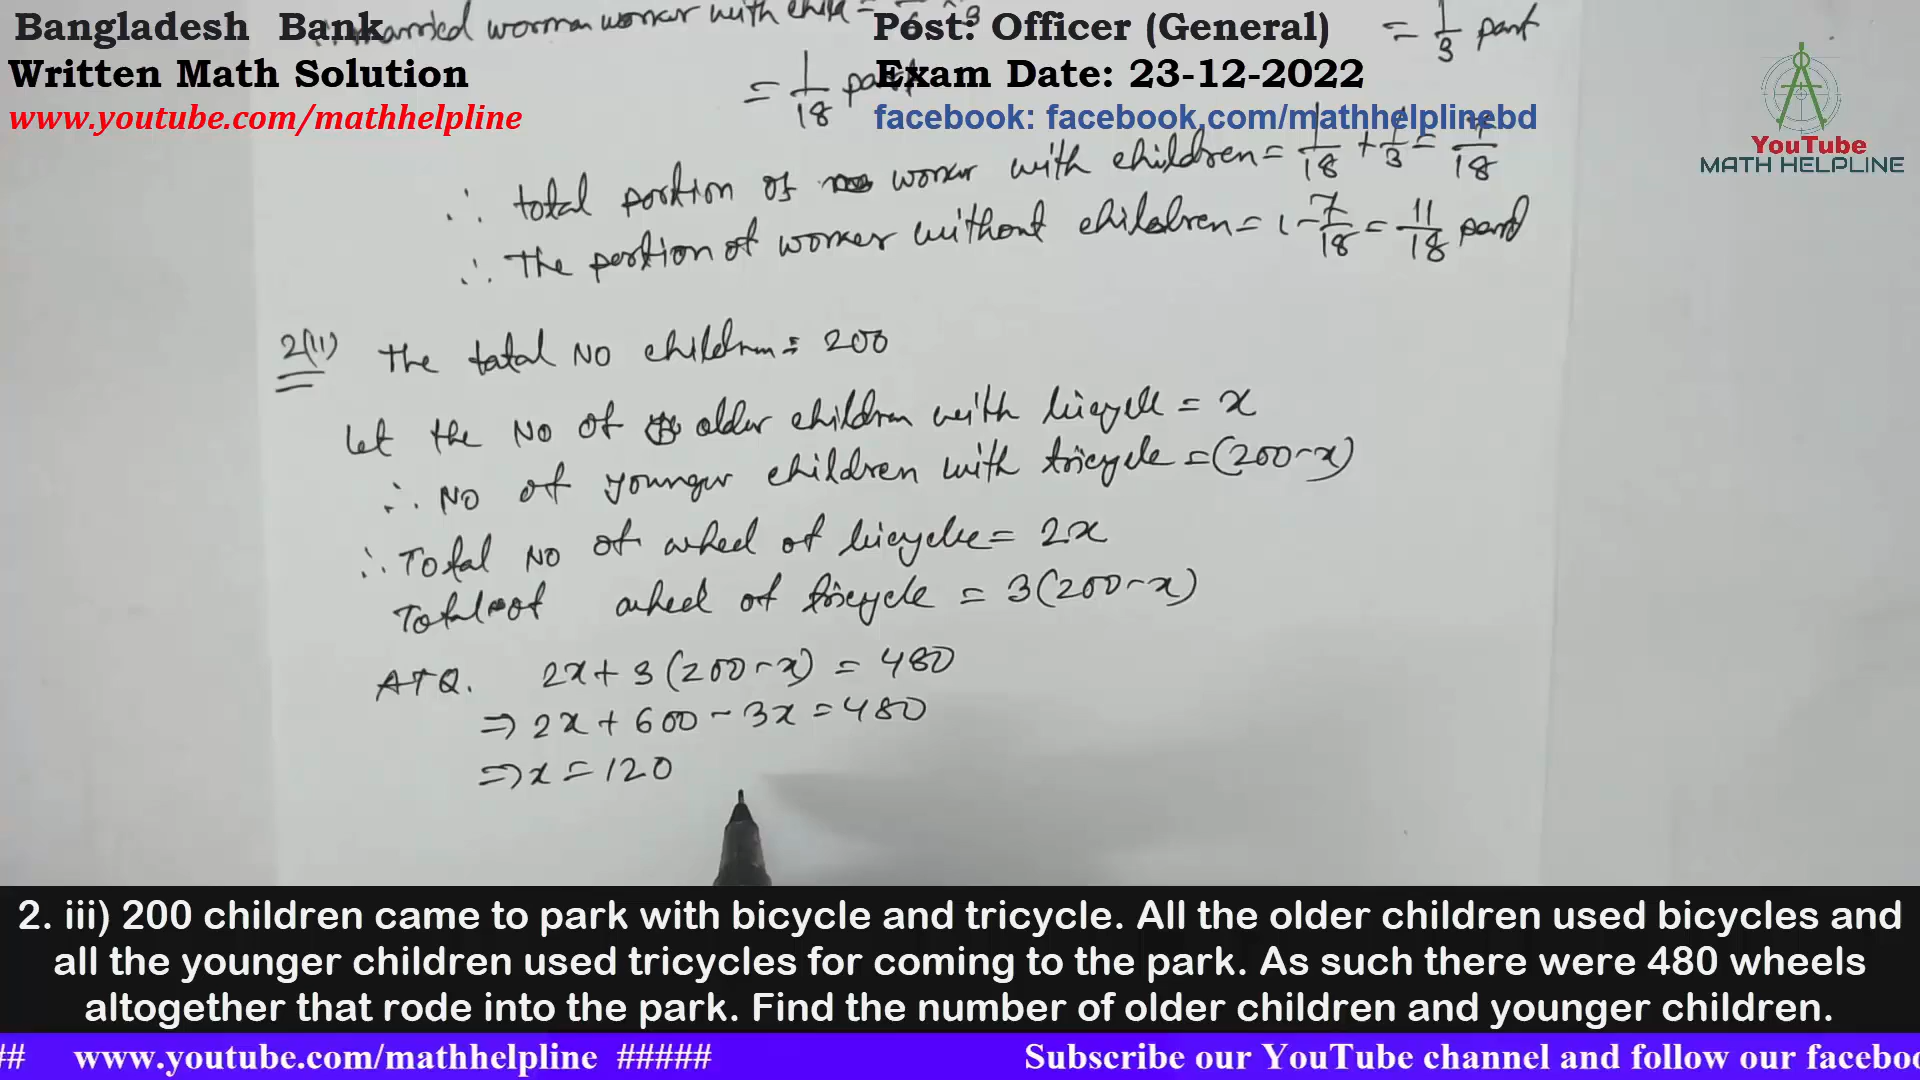 Bangladesh Bank
Written Math Solution
www.youtube.com/mathhelpline
Post: Officer (General)
Exam Date: 23-12-2022
facebook: facebook.com/mathhelplinebd
YouTube
MATH HELPLINE
woman worker with child =
= 1/3 part
= 1/18 part
∴ total portion of worker with children = 1/18 + 1/3 = 7/18
∴ The portion of worker without children = 1 - 7/18 = 11/18 part
2(11) The total NO children = 200
Let the NO of older children with bicycle = x
∴ NO of younger children with tricycle = (200-x)
∴ Total NO of wheel of bicycle = 2x
Total of wheel of tricycle = 3(200-x)
ATQ. 2x + 3(200-x) = 480
⇒ 2x + 600 - 3x = 480
⇒ x = 120
2. iii) 200 children came to park with bicycle and tricycle. All the older children used bicycles and
all the younger children used tricycles for coming to the park. As such there were 480 wheels
altogether that rode into the park. Find the number of older children and younger children.
## www.youtube.com/mathhelpline ##### Subscribe our YouTube channel and follow our faceboo